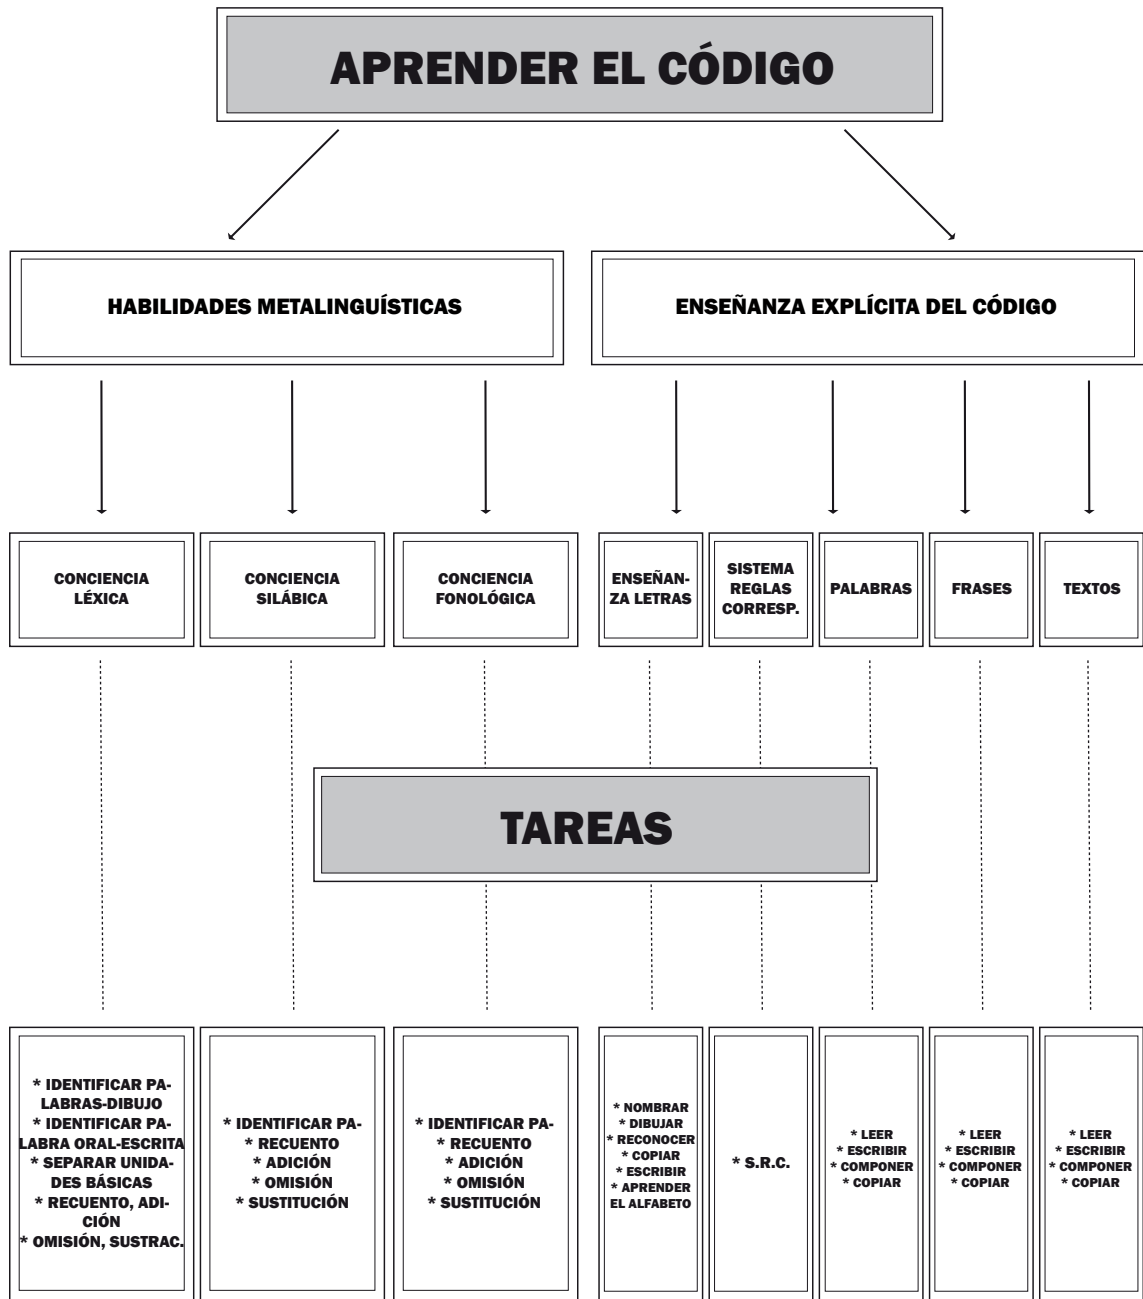 APRENDER EL CÓDIGO
HABILIDADES METALINGUÍSTICAS
ENSEÑANZA EXPLÍCITA DEL CÓDIGO
CONCIENCIA
LÉXICA
CONCIENCIA
SILÁBICA
CONCIENCIA
FONOLÓGICA
ENSEÑAN-
ZA LETRAS
SISTEMA
REGLAS
CORRESP.
PALABRAS
FRASES
TEXTOS
TAREAS
* IDENTIFICAR PA-
LABRAS-DIBUJO
* IDENTIFICAR PA-
LABRA ORAL-ESCRITA
* SEPARAR UNIDA-
DES BÁSICAS
* RECUENTO, ADI-
CIÓN
* OMISIÓN, SUSTRAC.
* IDENTIFICAR PA-
* RECUENTO
* ADICIÓN
* OMISIÓN
* SUSTITUCIÓN
* IDENTIFICAR PA-
* RECUENTO
* ADICIÓN
* OMISIÓN
* SUSTITUCIÓN
* NOMBRAR
* DIBUJAR
* RECONOCER
* COPIAR
* ESCRIBIR
* APRENDER
EL ALFABETO
* S.R.C.
* LEER
* ESCRIBIR
* COMPONER
* COPIAR
* LEER
* ESCRIBIR
* COMPONER
* COPIAR
* LEER
* ESCRIBIR
* COMPONER
* COPIAR